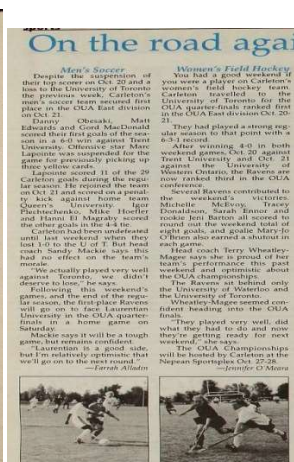 sports
On the road agai
Men's Soccer
Despite the suspension of
their top scorer on Oct. 20 and a
loss to the University of Toronto
the previous week, Carleton's
men's soccer team secured first
place in the OUA East division
on Oct. 21.
Danny Obesaki, Matt
Edwards and Gord MacDonald
scored their first goals of the sea-
son in a 6-0 win against Trent
University. Offensive star Marc
Lapointe was suspended for the
game for previously picking up
three yellow cards.
Lapointe scored 11 of the 29
Carleton goals during the regu-
lar season. He rejoined the team
on Oct 21 and scored on a penal-
ty kick against home team
Queen's University. Igor
Plechtechenko, Mike Hoefler
and Hanni El Magraby scored
the other goals in the 4-4 tie.
Carleton had been undefeated
until last weekend when they
lost 1-0 to the U of T. But head
coach Sandy Mackie says this
had no effect on the team's
morale.
"We actually played very well
against Toronto, we didn't
deserve to lose," he says.
Following this weekend's
games, and the end of the regu-
lar season, the first-place Ravens
will go on to face Laurentian
University in the OUA quarter-
finals in a home game on
Saturday.
Mackie says it will be a tough
game, but remains confident.
"Laurentian is a good side,
but I'm relatively optimistic that
we'll go on to the next round."
—Farrah Alladin
Women's Field Hockey
You had a good weekend if
you were a player on Carleton's
women's field hockey team.
Carleton travelled to the
University of Toronto for the
OUA quarter-finals ranked first
in the OUA East division Oct. 20-
21.
They had played a strong reg-
ular season to that point with a
6-3-1 record.
After winning 4-0 in both
weekend games, Oct. 20 against
Trent University and Oct. 21
against the University of
Western Ontario, the Ravens are
now ranked third in the OUA
conference.
Several Ravens contributed to
the weekend's victories.
Michelle McEvoy, Tracey
Donaldson, Sarah Ennor and
rookie Jeni Barton all scored to
round out the weekend's total of
eight goals, and goalie Mary-Jo
Weir also earned a shutout in
each game.
Head coach Terry Wheatley-
Magee says she is proud of her
team's performance this past
weekend and optimistic about
the OUA championships.
The Ravens sit behind only
the University of Waterloo and
the University of Toronto.
Wheatley-Magee seemed con-
fident heading into the OUA
finals.
"They played very well, did
what they had to do and now
they're getting ready for next
weekend," she says.
The OUA Championships
will be hosted by Carleton at the
Nepean Sportsplex Oct. 27-28.
—Jennifer O'Meara